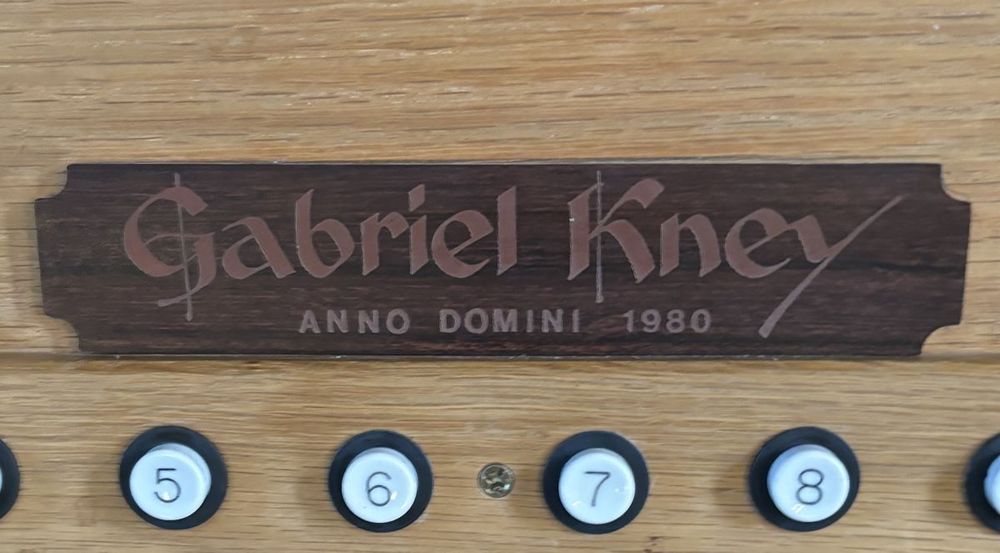 Gabriel Kney
ANNO DOMINI 1980
5 6 7 8